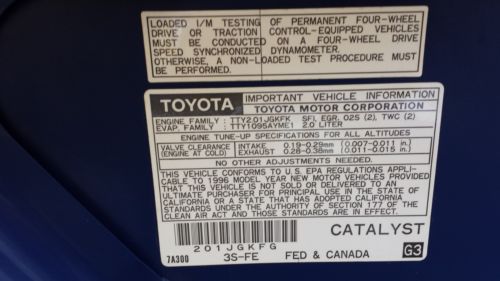 LOADED I/M TESTING OF PERMANENT FOUR-WHEEL
DRIVE OR TRACTION CONTROL-EQUIPPED VEHICLES
MUST BE CONDUCTED ON A FOUR-WHEEL DRIVE
SPEED SYNCHRONIZED DYNAMOMETER.
OTHERWISE, A NO-LOADED TEST PROCEDURE MUST
BE PERFORMED.
TOYOTA
IMPORTANT VEHICLE INFORMATION
TOYOTA MOTOR CORPORATION
ENGINE FAMILY : TTY2.01JGKFK SFI, EGR, O2S (2), TWC (2)
EVAP. FAMILY : TTY1095AYME1 2.0 LITER
ENGINE TUNE-UP SPECIFICATIONS FOR ALL ALTITUDES
VALVE CLEARANCE INTAKE 0.19-0.29mm (0.007-0.011 in.)
(ENGINE AT COLD) EXHAUST 0.28-0.38mm (0.011-0.015 in.)
NO OTHER ADJUSTMENTS NEEDED.
THIS VEHICLE CONFORMS TO U.S. EPA REGULATIONS APPLI-
CABLE TO 1996 MODEL YEAR NEW MOTOR VEHICLES PROVIDED
THAT THIS VEHICLE IS NOT SOLD OR DELIVERED TO AN
ULTIMATE PURCHASER FOR PRINCIPAL USE IN THE STATE OF
CALIFORNIA OR A STATE THAT HAS ADOPTED CALIFORNIA
STANDARDS UNDER THE AUTHORITY OF SECTION 177 OF THE
CLEAN AIR ACT AND THUS IS SUBJECT TO THOSE STANDARDS.
201JGKFG
CATALYST
7A300 3S-FE FED & CANADA G3